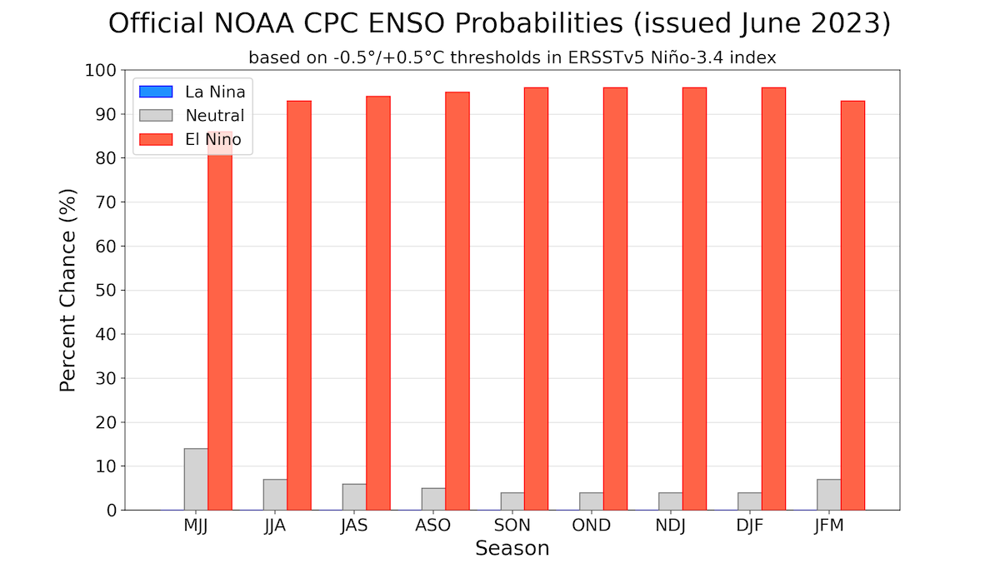 Official NOAA CPC ENSO Probabilities (issued June 2023)
based on -0.5°/+0.5°C thresholds in ERSSTv5 Niño-3.4 index
100
90
80
70
60
50
40
30
20
10
0
Percent Chance (%)
La Nina
Neutral
El Nino
MJJ JJA JAS ASO SON OND NDJ DJF JFM
Season